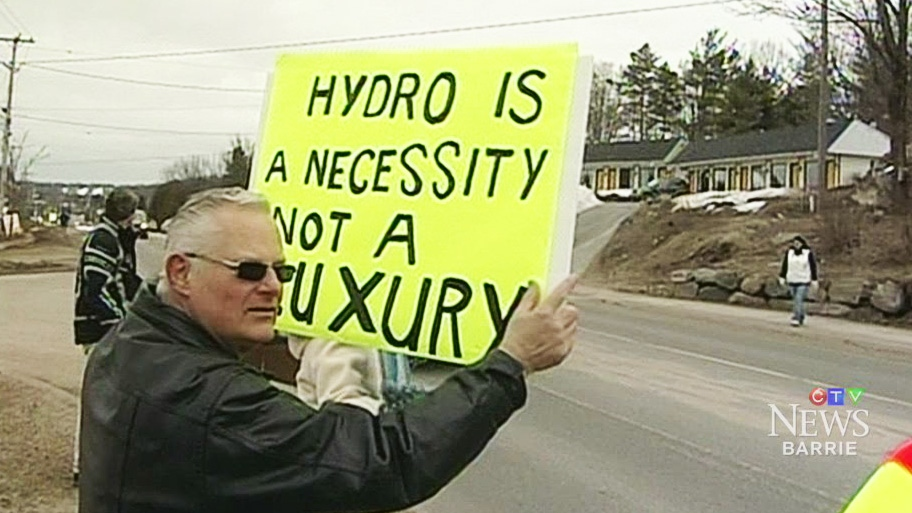 HYDRO IS
A NECESSITY
NOT A
LUXURY
CTV
NEWS
BARRIE